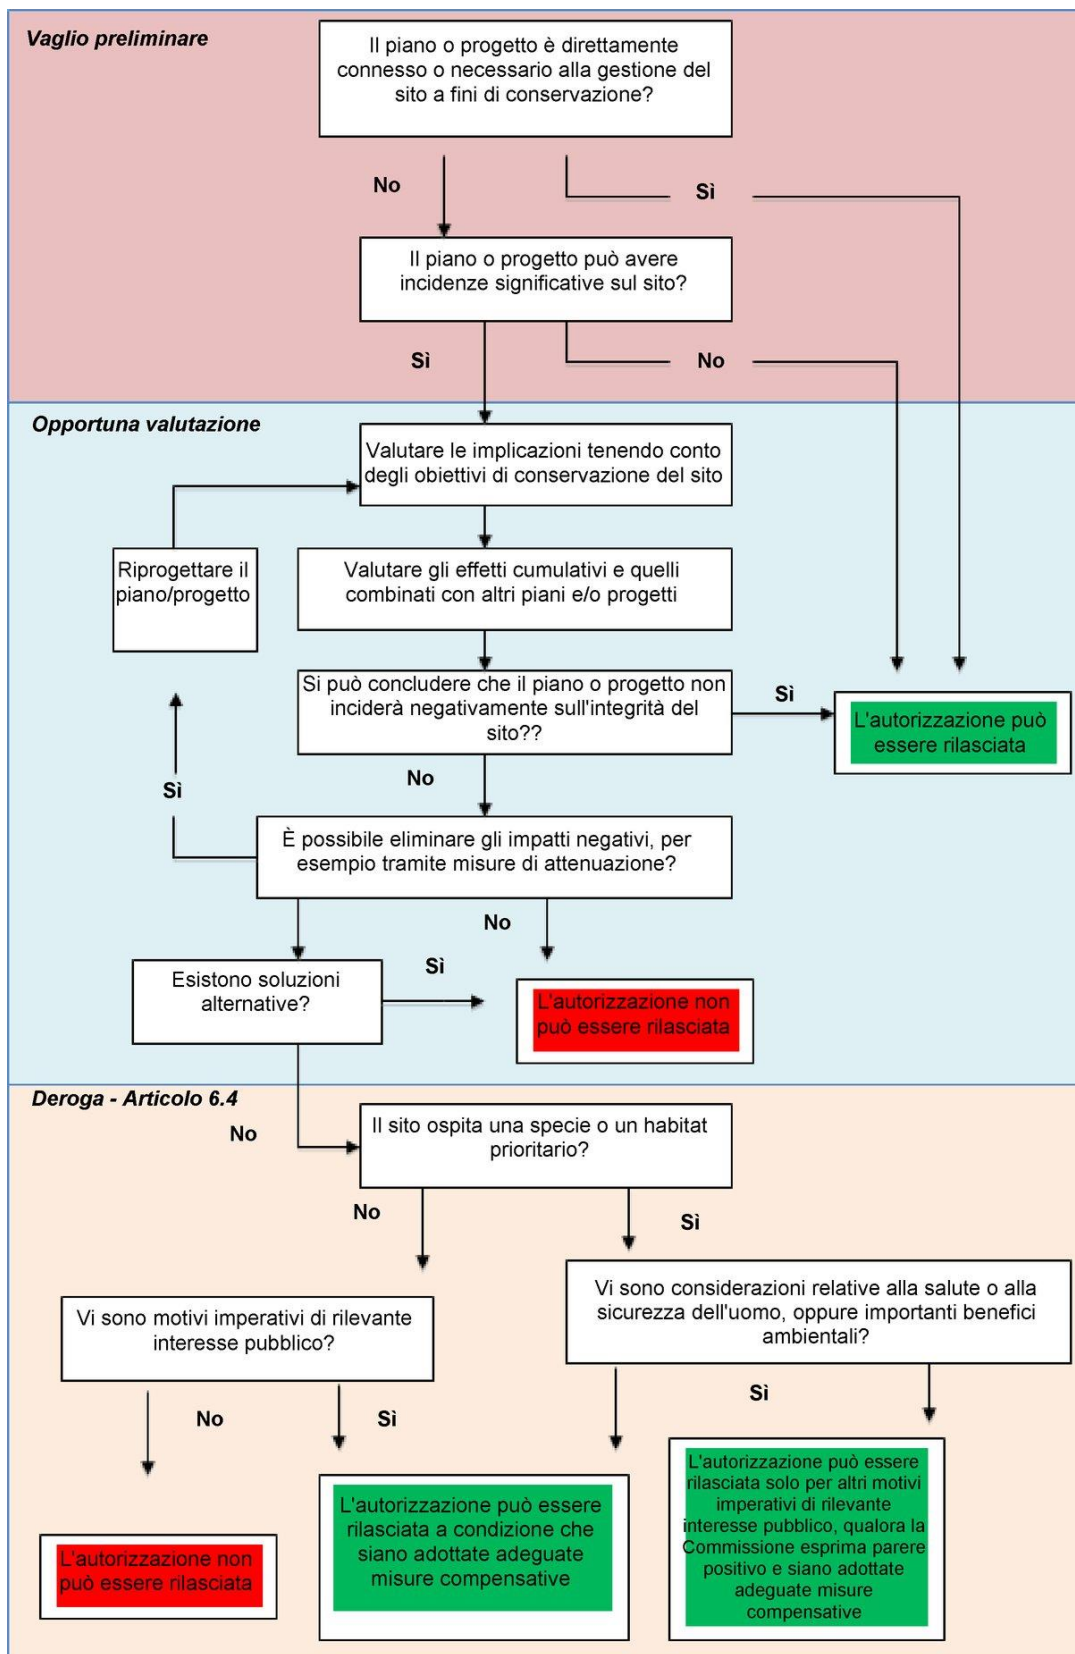 Vaglio preliminare
Il piano o progetto è direttamente
connesso o necessario alla gestione del
sito a fini di conservazione?
No
Sì
Il piano o progetto può avere
incidenze significative sul sito?
Sì
No
Opportuna valutazione
Valutare le implicazioni tenendo conto
degli obiettivi di conservazione del sito
Riprogettare il
piano/progetto
Valutare gli effetti cumulativi e quelli
combinati con altri piani e/o progetti
Si può concludere che il piano o progetto non
inciderà negativamente sull'integrità del
sito??
Sì
L'autorizzazione può
essere rilasciata
No
Sì
È possibile eliminare gli impatti negativi, per
esempio tramite misure di attenuazione?
No
Esistono soluzioni
alternative?
Sì
L'autorizzazione non
può essere rilasciata
Deroga - Articolo 6.4
No
Il sito ospita una specie o un habitat
prioritario?
No
Sì
Vi sono motivi imperativi di rilevante
interesse pubblico?
Vi sono considerazioni relative alla salute o alla
sicurezza dell'uomo, oppure importanti benefici
ambientali?
No
Sì
Sì
L'autorizzazione non
può essere rilasciata
L'autorizzazione può essere
rilasciata a condizione che
siano adottate adeguate
misure compensative
L'autorizzazione può essere
rilasciata solo per altri motivi
imperativi di rilevante
interesse pubblico, qualora la
Commissione esprima parere
positivo e siano adottate
adeguate misure
compensative